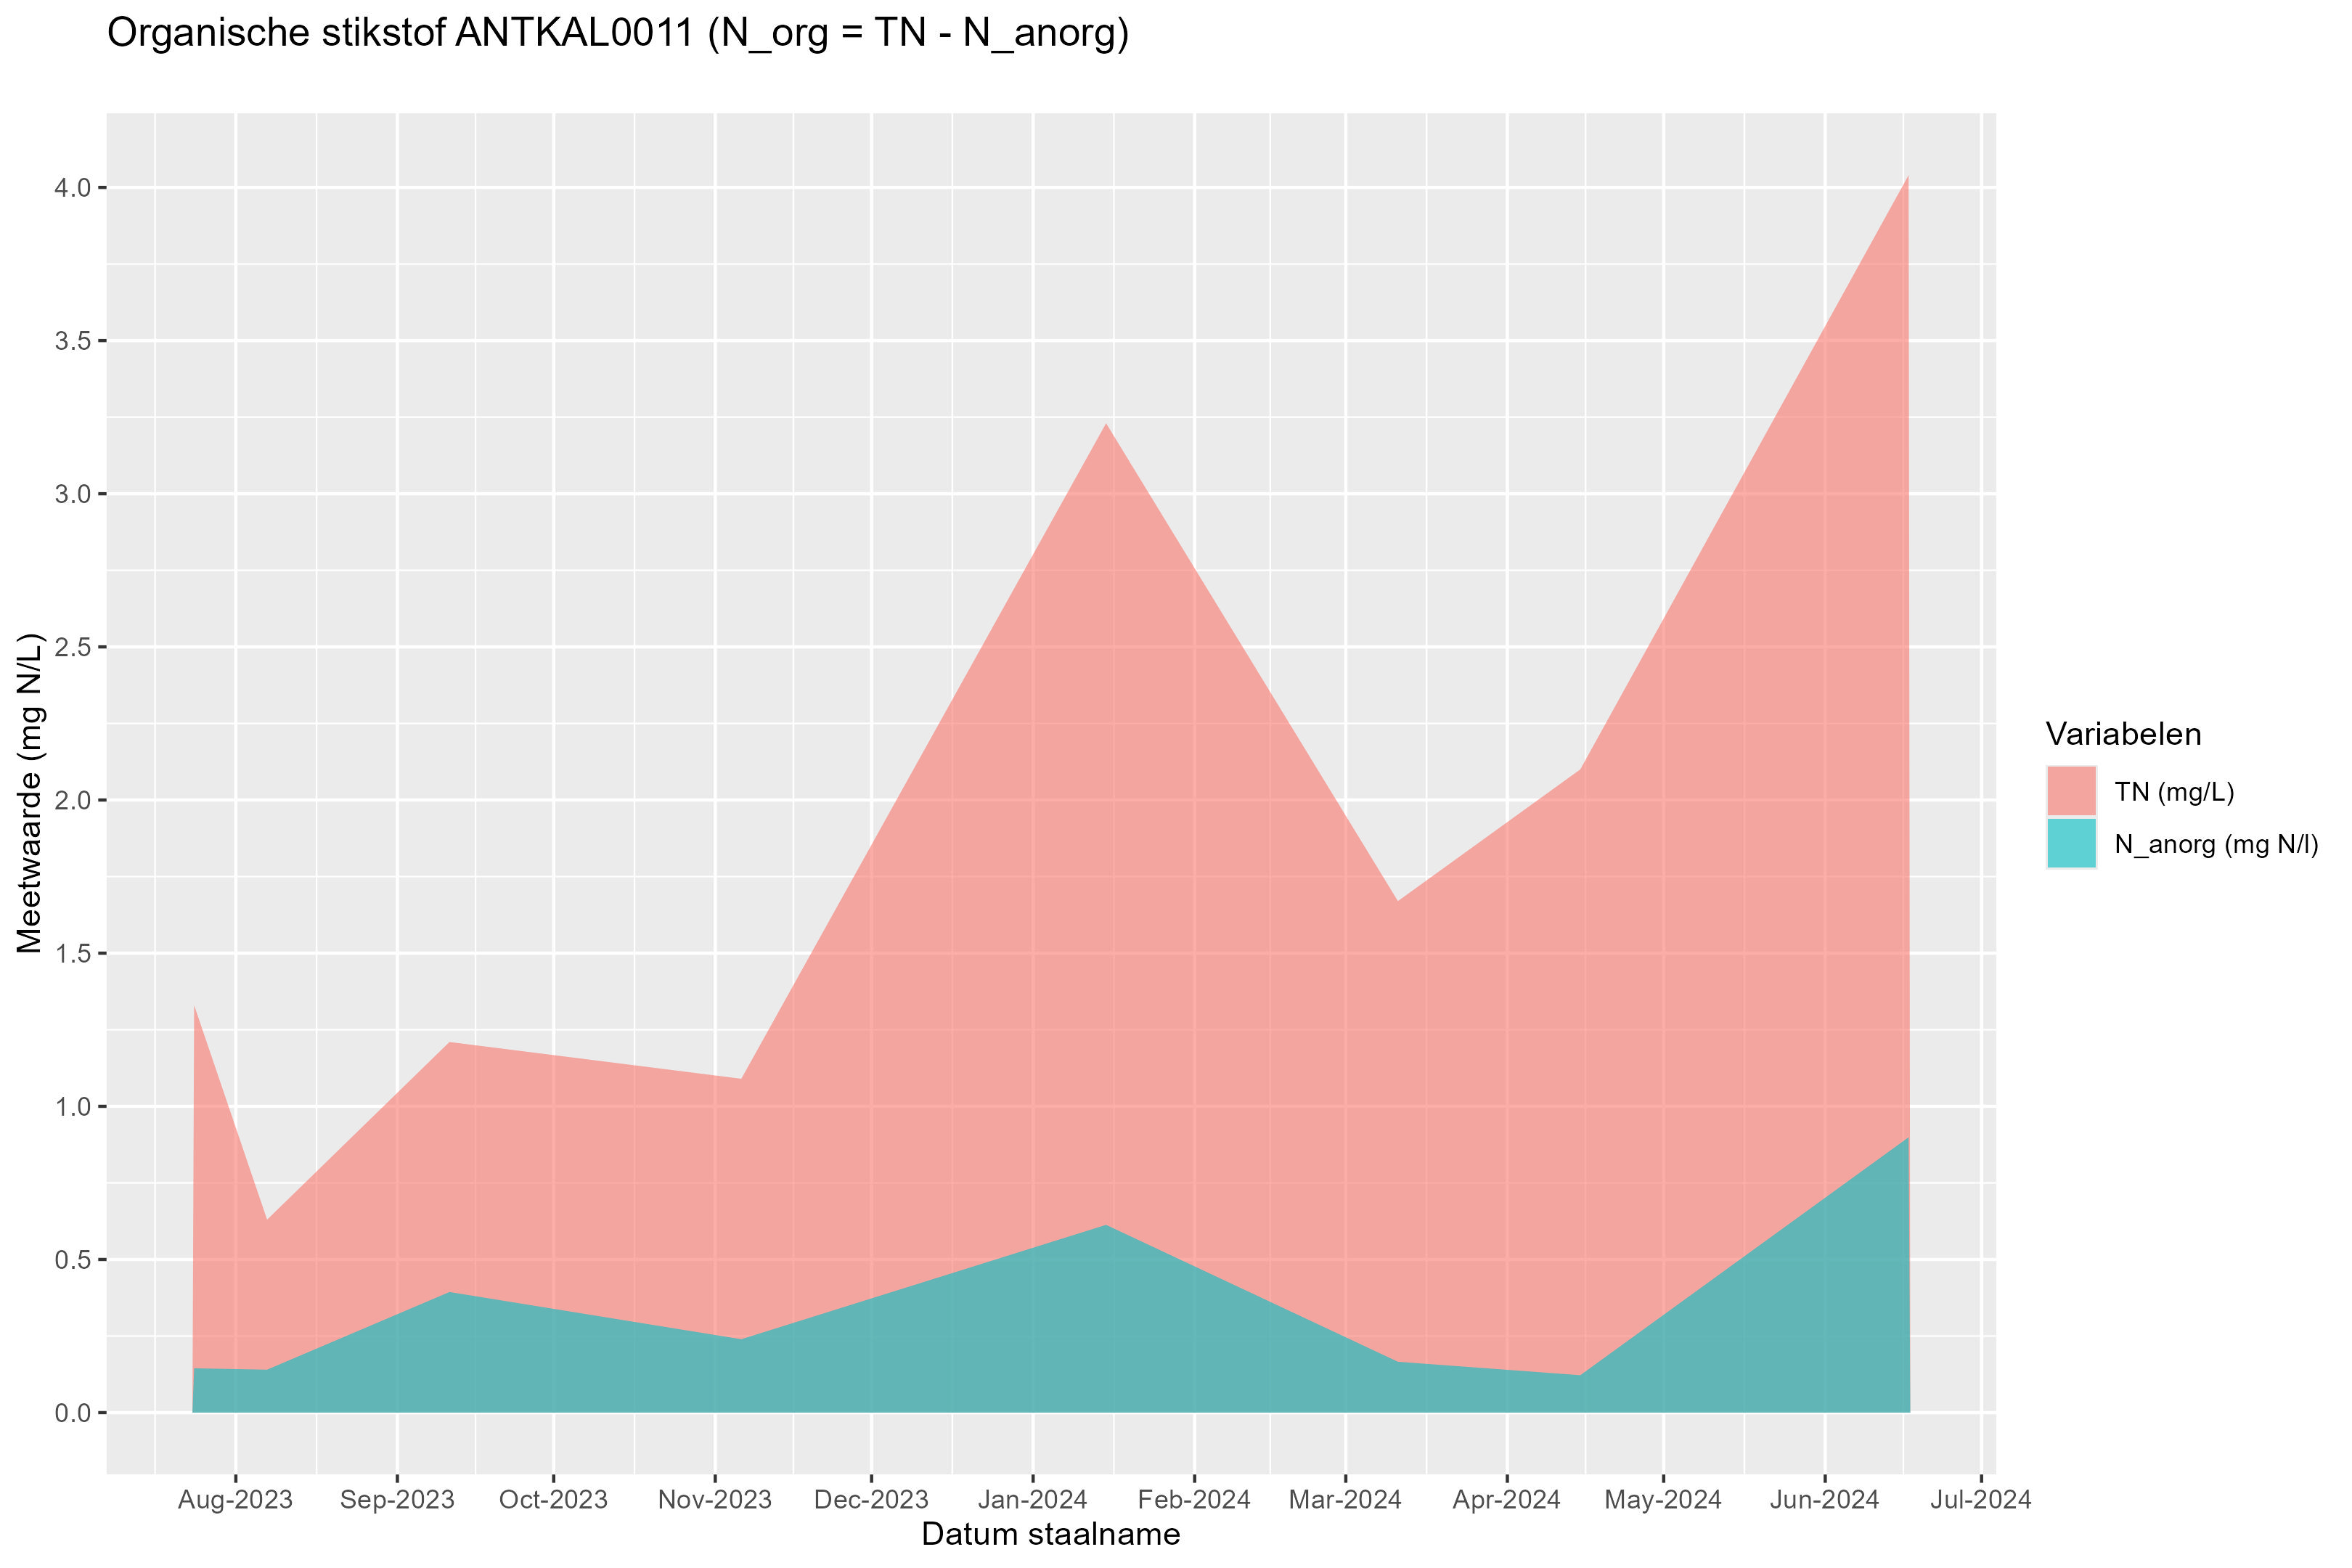 Organische stikstof ANTKAL0011 (N_org = TN - N_anorg)
Meetwaarde (mg N/L)
4.0
3.5
3.0
2.5
2.0
1.5
1.0
0.5
0.0
Aug-2023 Sep-2023 Oct-2023 Nov-2023 Dec-2023 Jan-2024 Feb-2024 Mar-2024 Apr-2024 May-2024 Jun-2024 Jul-2024
Datum staalname
Variabelen
TN (mg/L)
N_anorg (mg N/l)